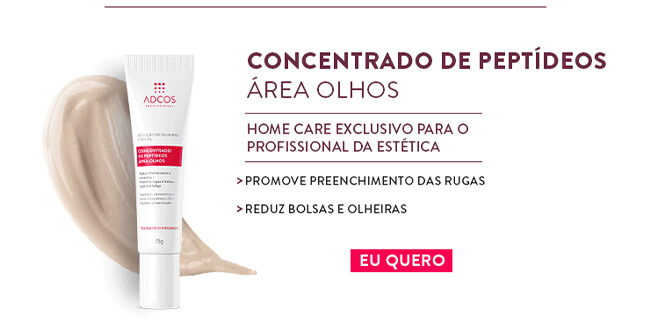 CONCENTRADO DE PEPTÍDEOS
ÁREA OLHOS
HOME CARE EXCLUSIVO PARA O
PROFISSIONAL DA ESTÉTICA
> PROMOVE PREENCHIMENTO DAS RUGAS
> REDUZ BOLSAS E OLHEIRAS
EU QUERO
ADCOS
PROFESSIONAL
CONCENTRADO
DE PEPTÍDEOS
ÁREA OLHOS
15g